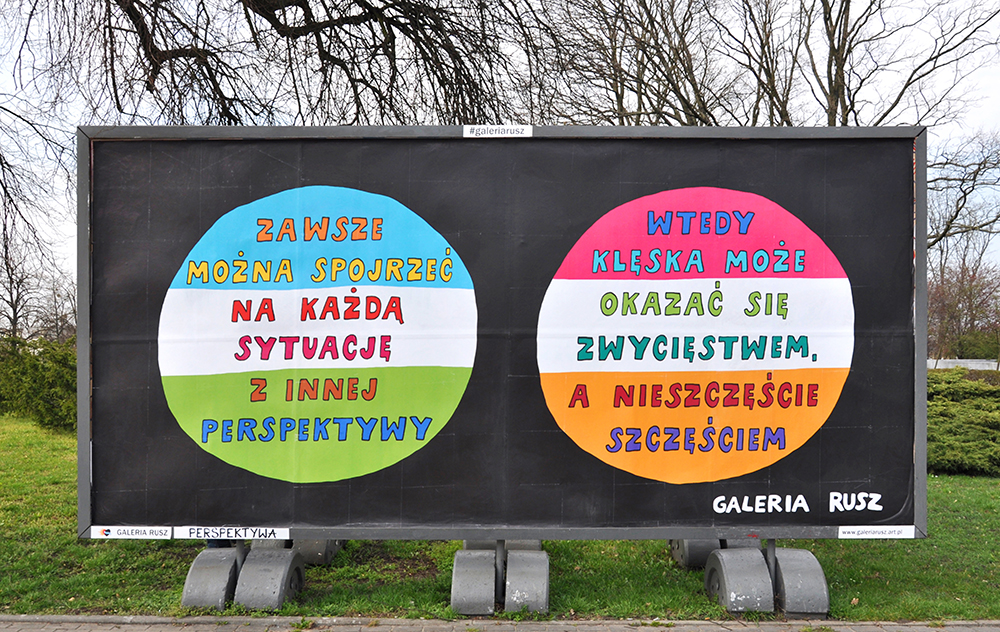 #galeriarusz
ZAWSZE
MOŻNA SPOJRZEĆ
NA KAŻDĄ
SYTUACJĘ
Z INNEJ
PERSPEKTYWY
WTEDY
KLĘSKA MOŻE
OKAZAĆ SIĘ
ZWYCIĘSTWEM,
A NIESZCZĘŚCIE
SZCZĘŚCIEM
GALERIA RUSZ
GALERIA RUSZ
PERSPEKTYWA
www.galeriarusz.art.pl